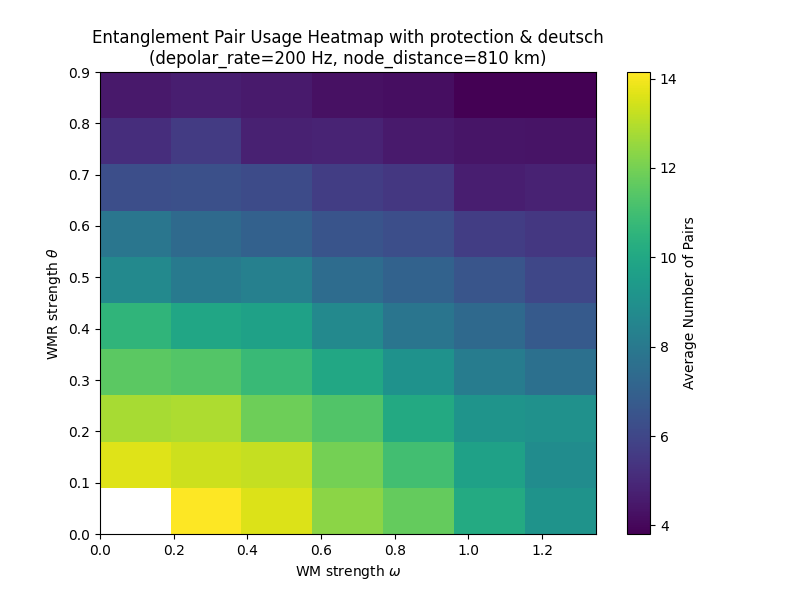 Entanglement Pair Usage Heatmap with protection & deutsch
(depolar_rate=200 Hz, node_distance=810 km)
0.9
0.8
0.7
0.6
0.5
0.4
0.3
0.2
0.1
0.0
WMR strength θ
0.0 0.2 0.4 0.6 0.8 1.0 1.2
WM strength ω
14
12
10
8
6
4
Average Number of Pairs